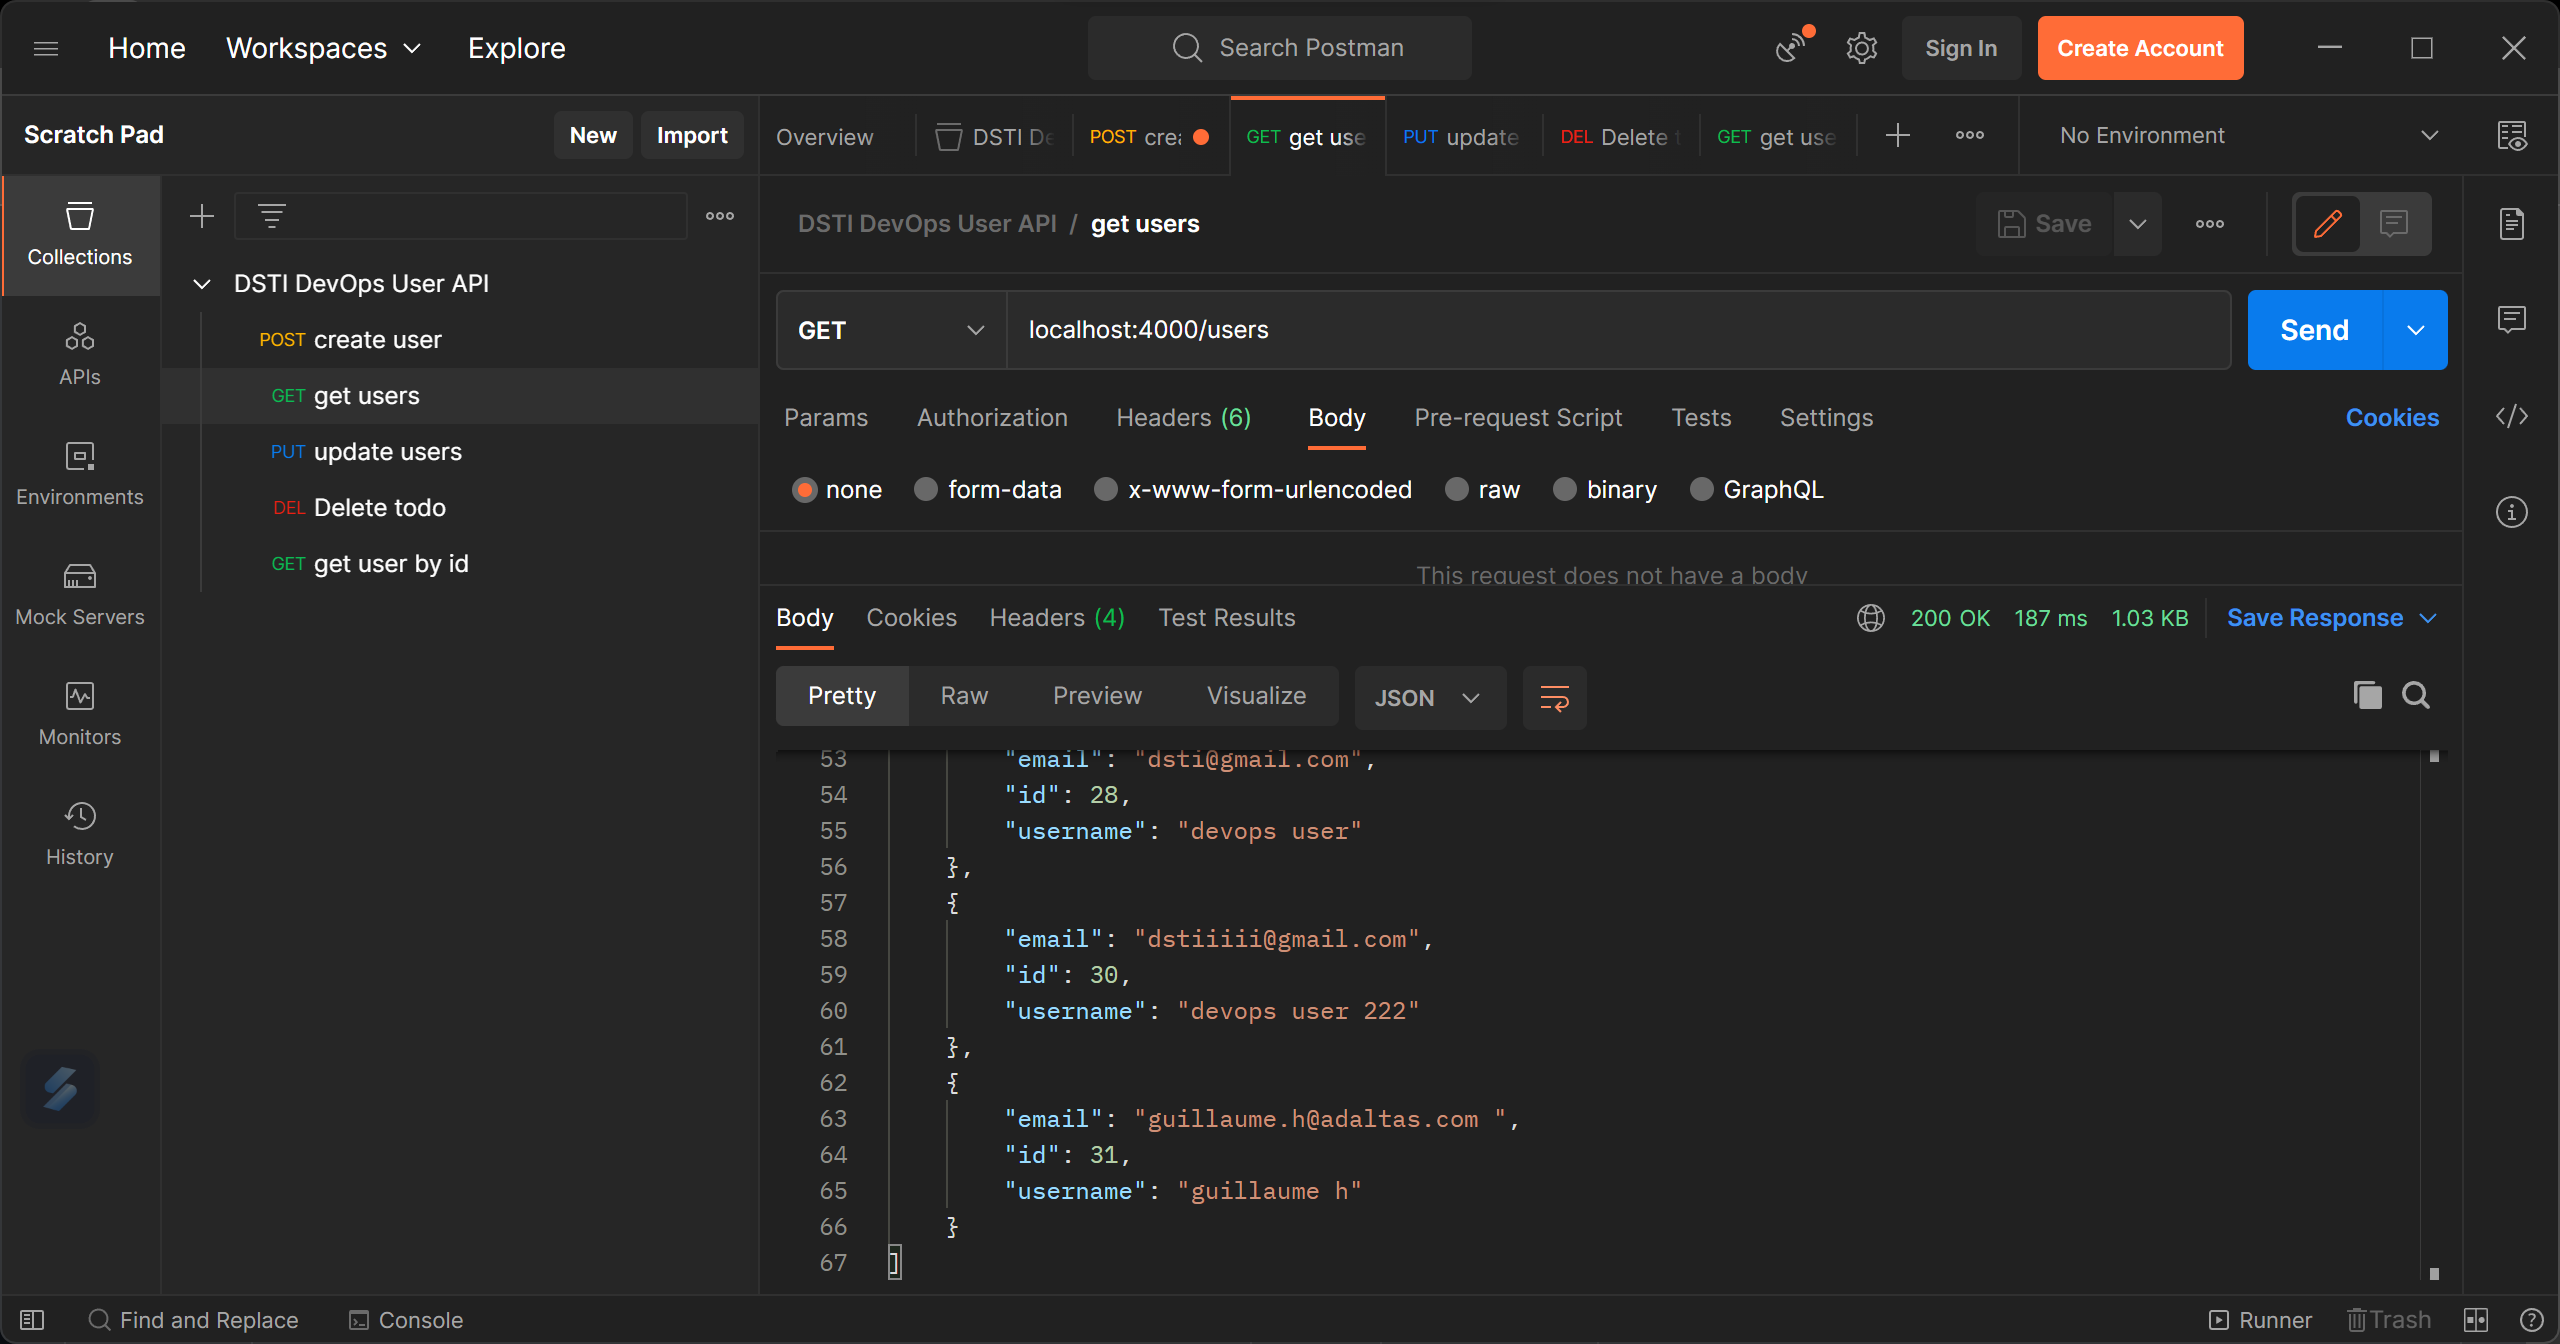 Home Workspaces Explore Search Postman Sign In Create Account
Scratch Pad New Import Overview DSTI De POST crea GET get use PUT update DEL Delete t GET get use No Environment
Collections
APIs
Environments
Mock Servers
Monitors
History
DSTI DevOps User API
POST create user
GET get users
PUT update users
DEL Delete todo
GET get user by id
DSTI DevOps User API / get users Save
GET localhost:4000/users Send
Params Authorization Headers (6) Body Pre-request Script Tests Settings Cookies
none form-data x-www-form-urlencoded raw binary GraphQL
This request does not have a body
Body Cookies Headers (4) Test Results 200 OK 187 ms 1.03 KB Save Response
Pretty Raw Preview Visualize JSON
53 "email": "dsti@gmail.com",
54 "id": 28,
55 "username": "devops user"
56 },
57 {
58 "email": "dstiiiii@gmail.com",
59 "id": 30,
60 "username": "devops user 222"
61 },
62 {
63 "email": "guillaume.h@adaltas.com ",
64 "id": 31,
65 "username": "guillaume h"
66 }
67 ]
Find and Replace Console Runner Trash